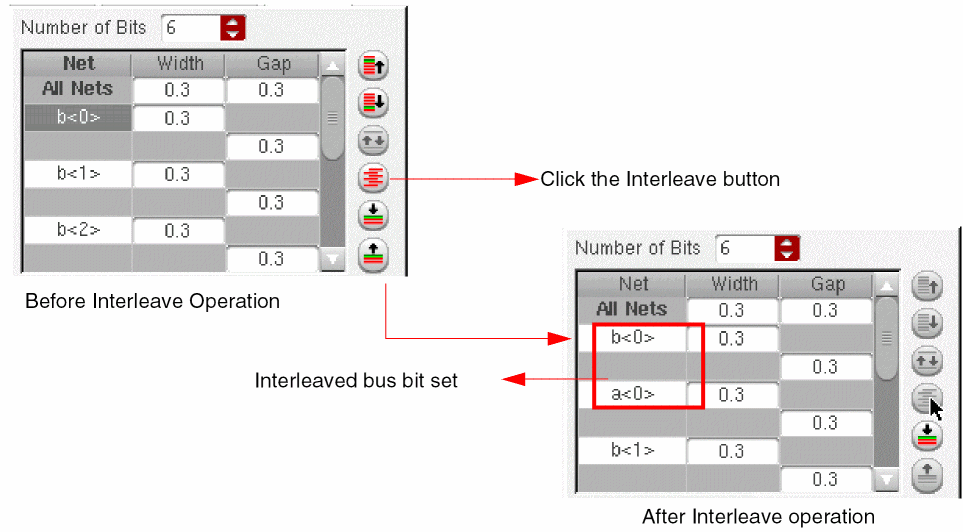 Number of Bits 6
Net Width Gap
All Nets 0.3 0.3
b<0> 0.3
0.3
b<1> 0.3
0.3
b<2> 0.3
0.3
Before Interleave Operation
Click the Interleave button
Number of Bits 6
Net Width Gap
All Nets 0.3 0.3
b<0> 0.3
0.3
a<0> 0.3
0.3
b<1> 0.3
0.3
Interleaved bus bit set
After Interleave operation